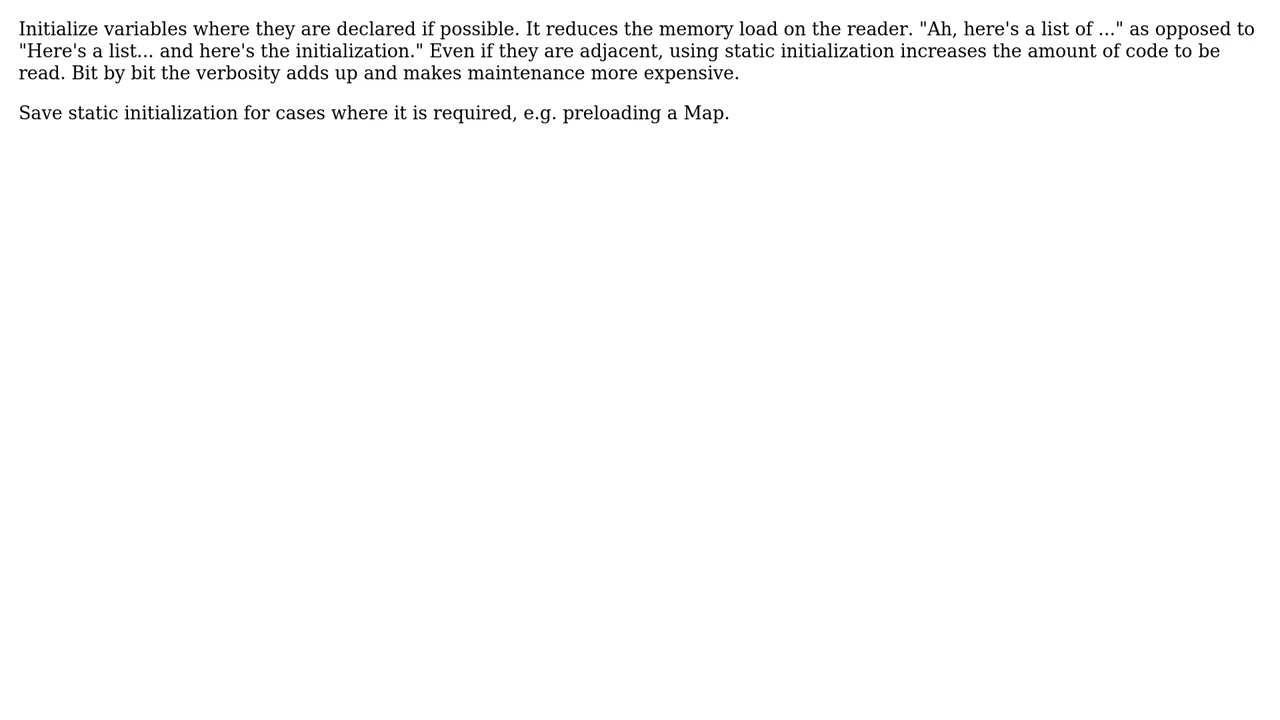 Initialize variables where they are declared if possible. It reduces the memory load on the reader. "Ah, here's a list of ..." as opposed to
"Here's a list... and here's the initialization." Even if they are adjacent, using static initialization increases the amount of code to be
read. Bit by bit the verbosity adds up and makes maintenance more expensive.
Save static initialization for cases where it is required, e.g. preloading a Map.